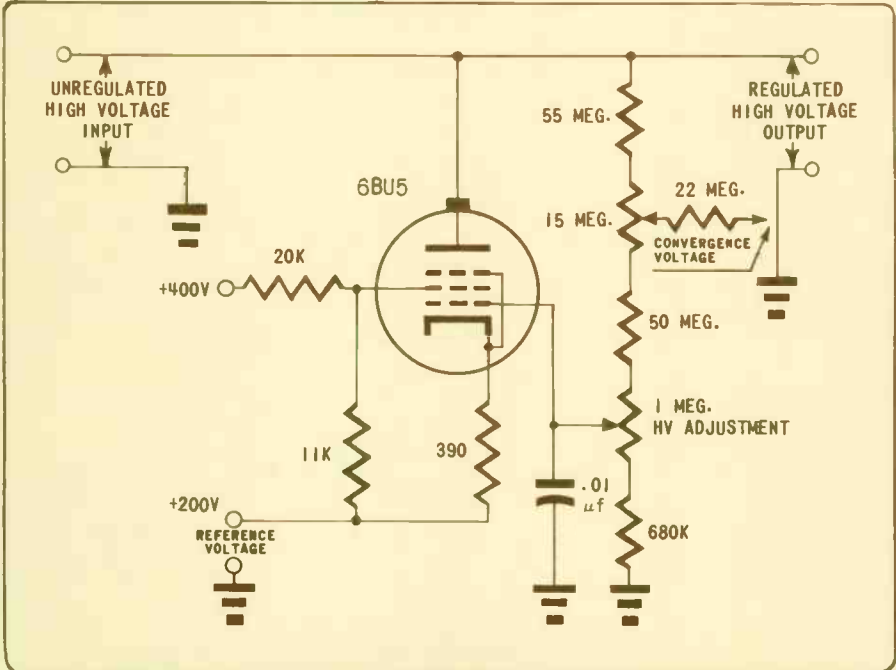 UNREGULATED
HIGH VOLTAGE
INPUT
REGULATED
HIGH VOLTAGE
OUTPUT
55 MEG.
6BU5
22 MEG.
15 MEG.
CONVERGENCE
VOLTAGE
20K
+400V
50 MEG.
1 MEG.
HV ADJUSTMENT
11K
390
.01
μf
+200V
REFERENCE
VOLTAGE
680K